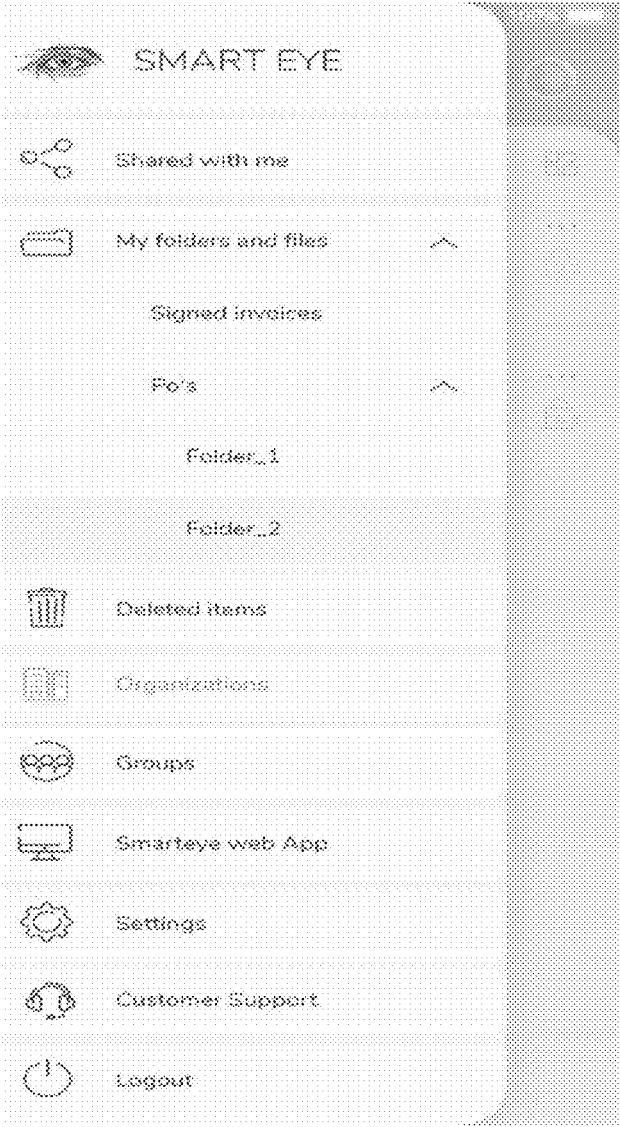 SMART EYE
Shared with me
My folders and files
Signed invoices
Po's
Folder_1
Folder_2
Deleted items
Organizations
Groups
Smarteye web App
Settings
Customer Support
Logout